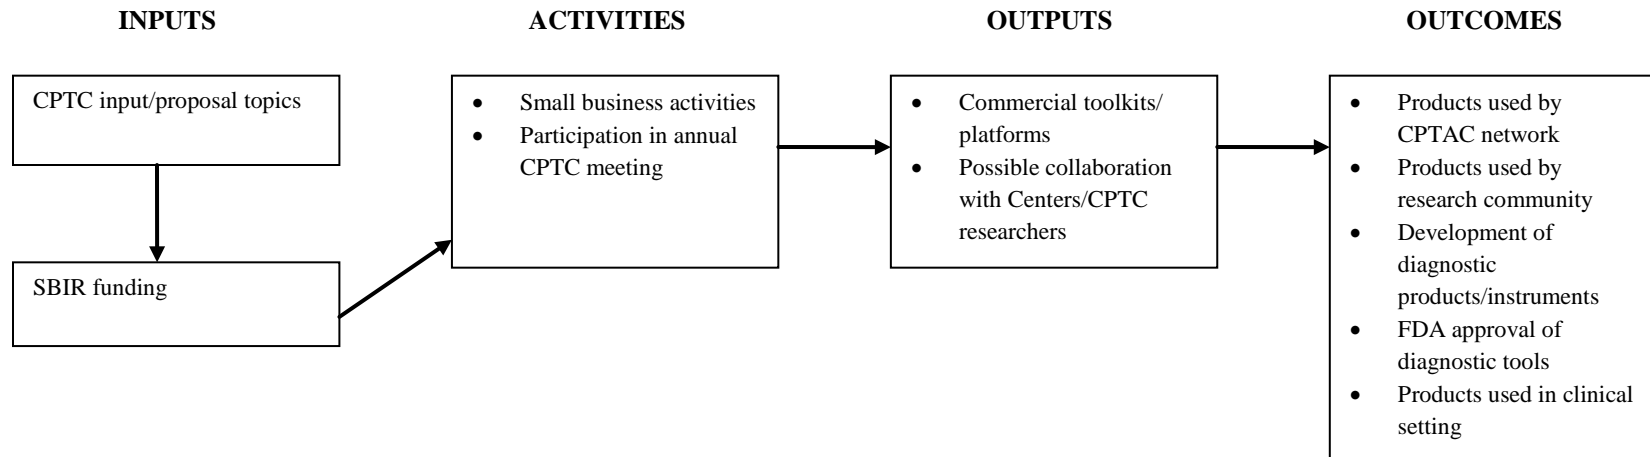 INPUTS
ACTIVITIES
OUTPUTS
OUTCOMES
CPTC input/proposal topics
SBIR funding
• Small business activities
• Participation in annual
CPTC meeting
• Commercial toolkits/
platforms
• Possible collaboration
with Centers/CPTC
researchers
• Products used by
CPTAC network
• Products used by
research community
• Development of
diagnostic
products/instruments
• FDA approval of
diagnostic tools
• Products used in clinical
setting